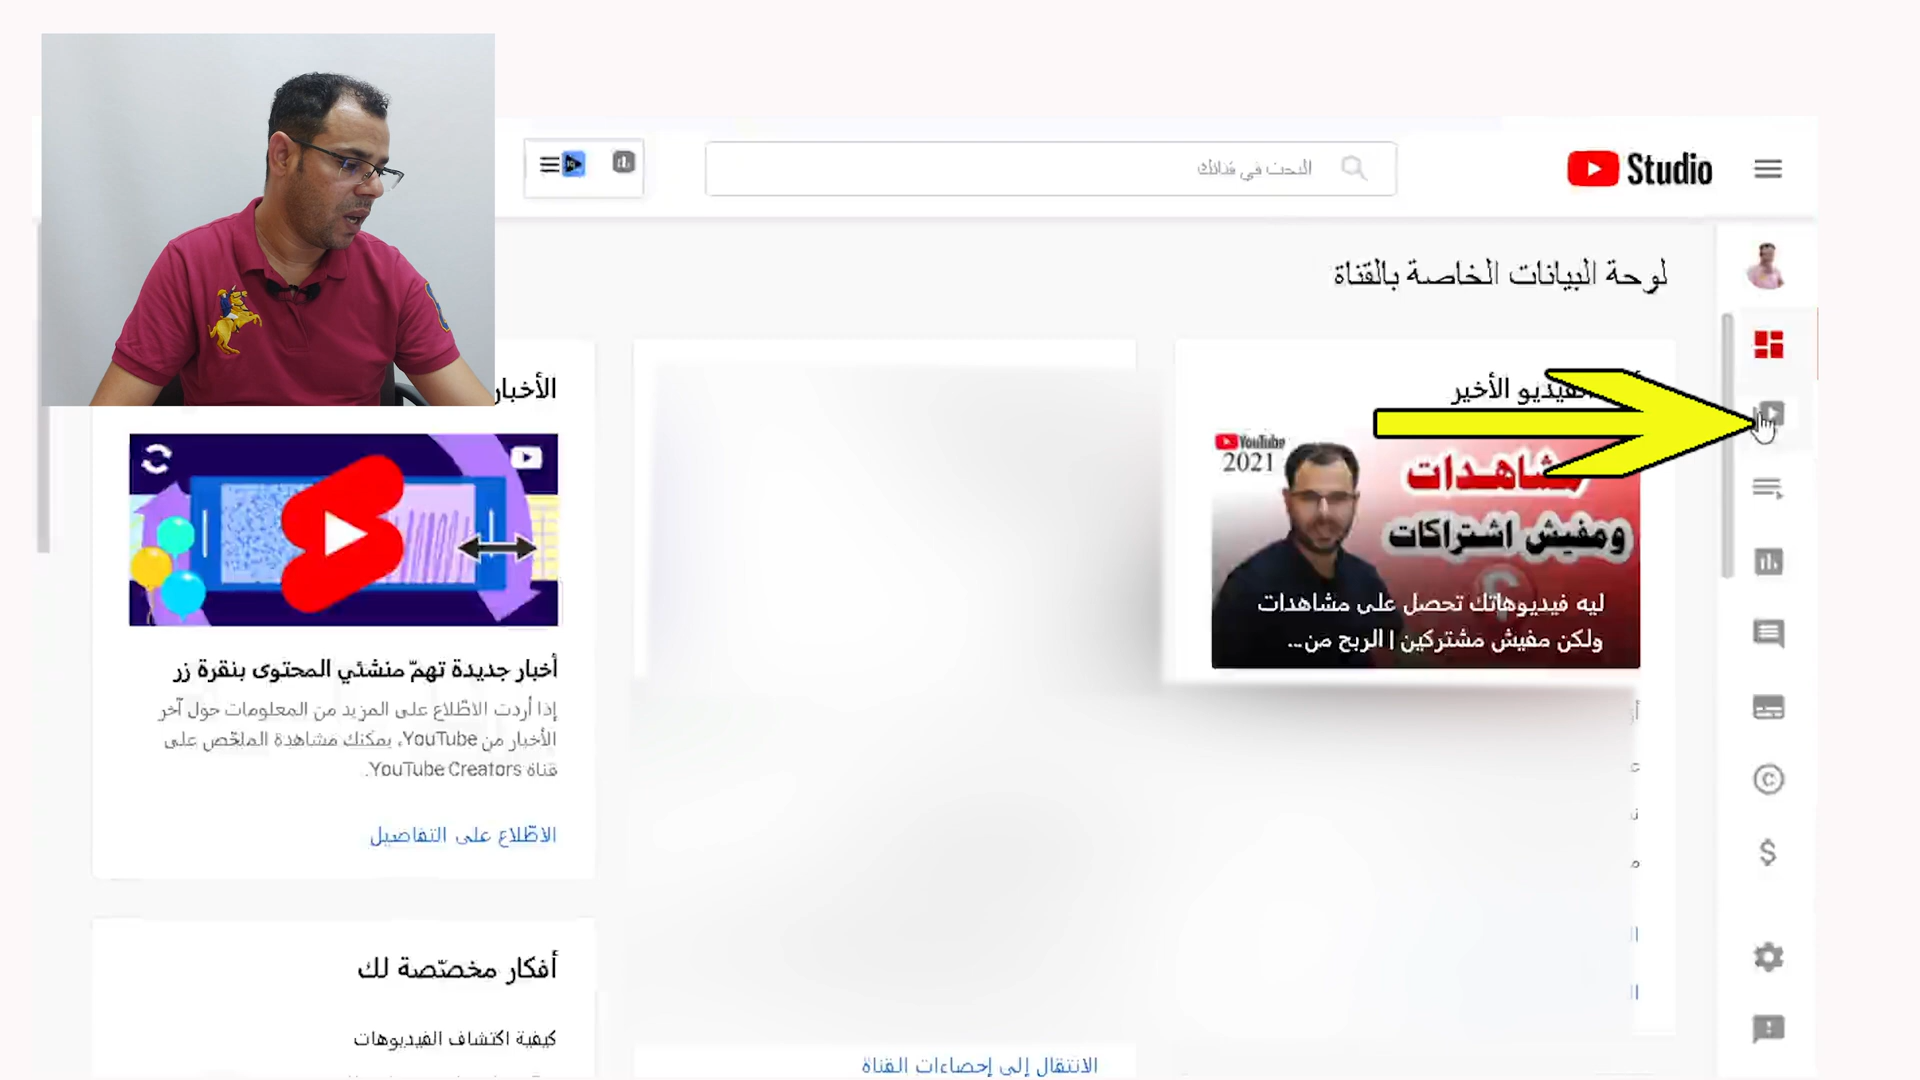 Studio
البحث في قناتك
لوحة البيانات الخاصة بالقناة
الفيديو الأخير
YouTube
2021
مشاهدات
ومفيش اشتراكات
ليه فيديوهاتك تحصل على مشاهدات
ولكن مفيش مشتركين | الربح من...
الانتقال إلى إحصاءات القناة
الأخبار
أخبار جديدة تهمّ منشئي المحتوى بنقرة زر
إذا أردت الاطّلاع على المزيد من المعلومات حول آخر
الأخبار من YouTube، يمكنك مشاهدة الملخّص على
قناة YouTube Creators.
الاطّلاع على التفاصيل
أفكار مخصّصة لك
كيفية اكتشاف الفيديوهات